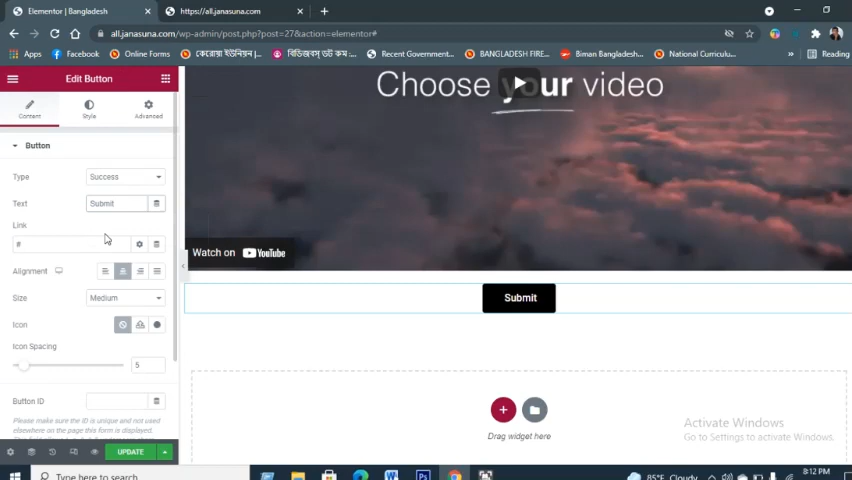 Elementor | Bangladesh
https://all.janasuna.com/
all.janasuna.com/wp-admin/post.php?post=27&action=elementor#
Apps
Facebook
Online Forms
কেরোয়া ইউনিয়ন |...
বিডিজবস্ ডট কম :...
Recent Government...
BANGLADESH FIRE...
Biman Bangladesh...
National Curriculu...
Reading
Edit Button
Content
Style
Advanced
Button
Type
Success
Text
Submit
Link
#
Alignment
Size
Medium
Icon
Icon Spacing
5
Button ID
Please make sure the ID is unique and not used
elsewhere on the page this form is displayed.
UPDATE
Choose your video
Watch on YouTube
Submit
Drag widget here
Activate Windows
Go to Settings to activate Windows.
Type here to search
85°F Cloudy
8:12 PM